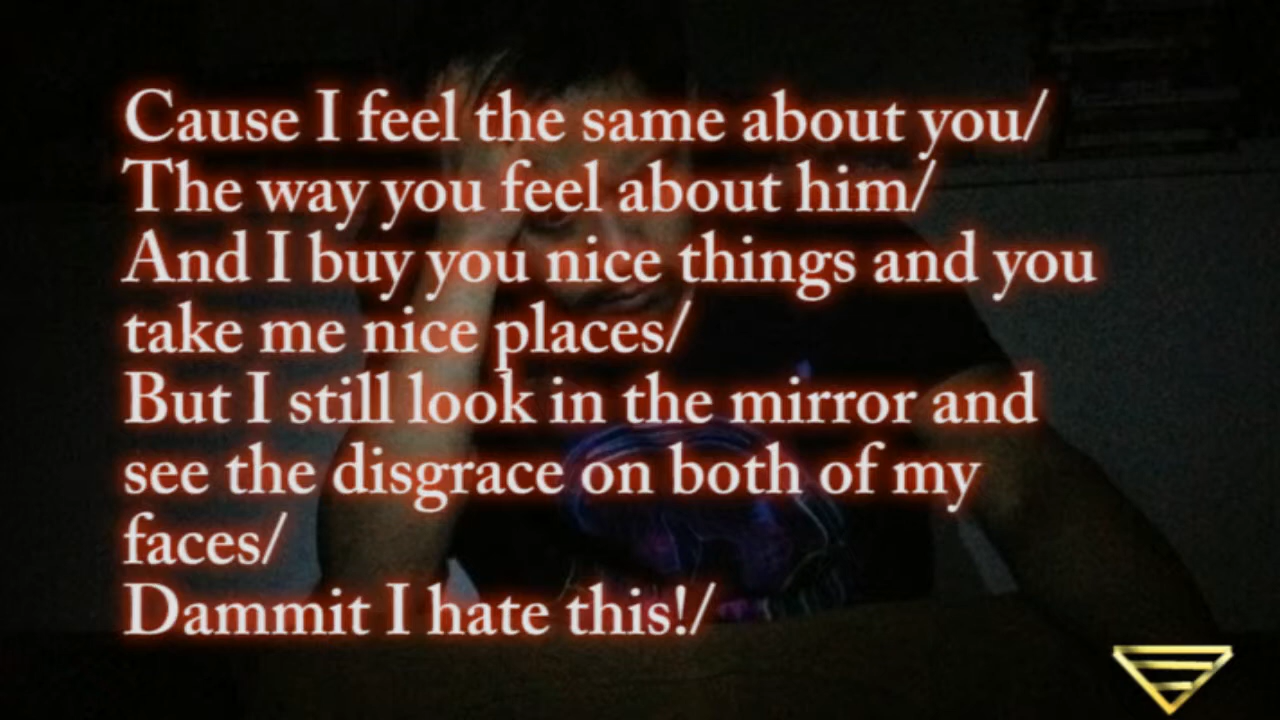 Cause I feel the same about you/
The way you feel about him/
And I buy you nice things and you
take me nice places/
But I still look in the mirror and
see the disgrace on both of my
faces/
Dammit I hate this!/